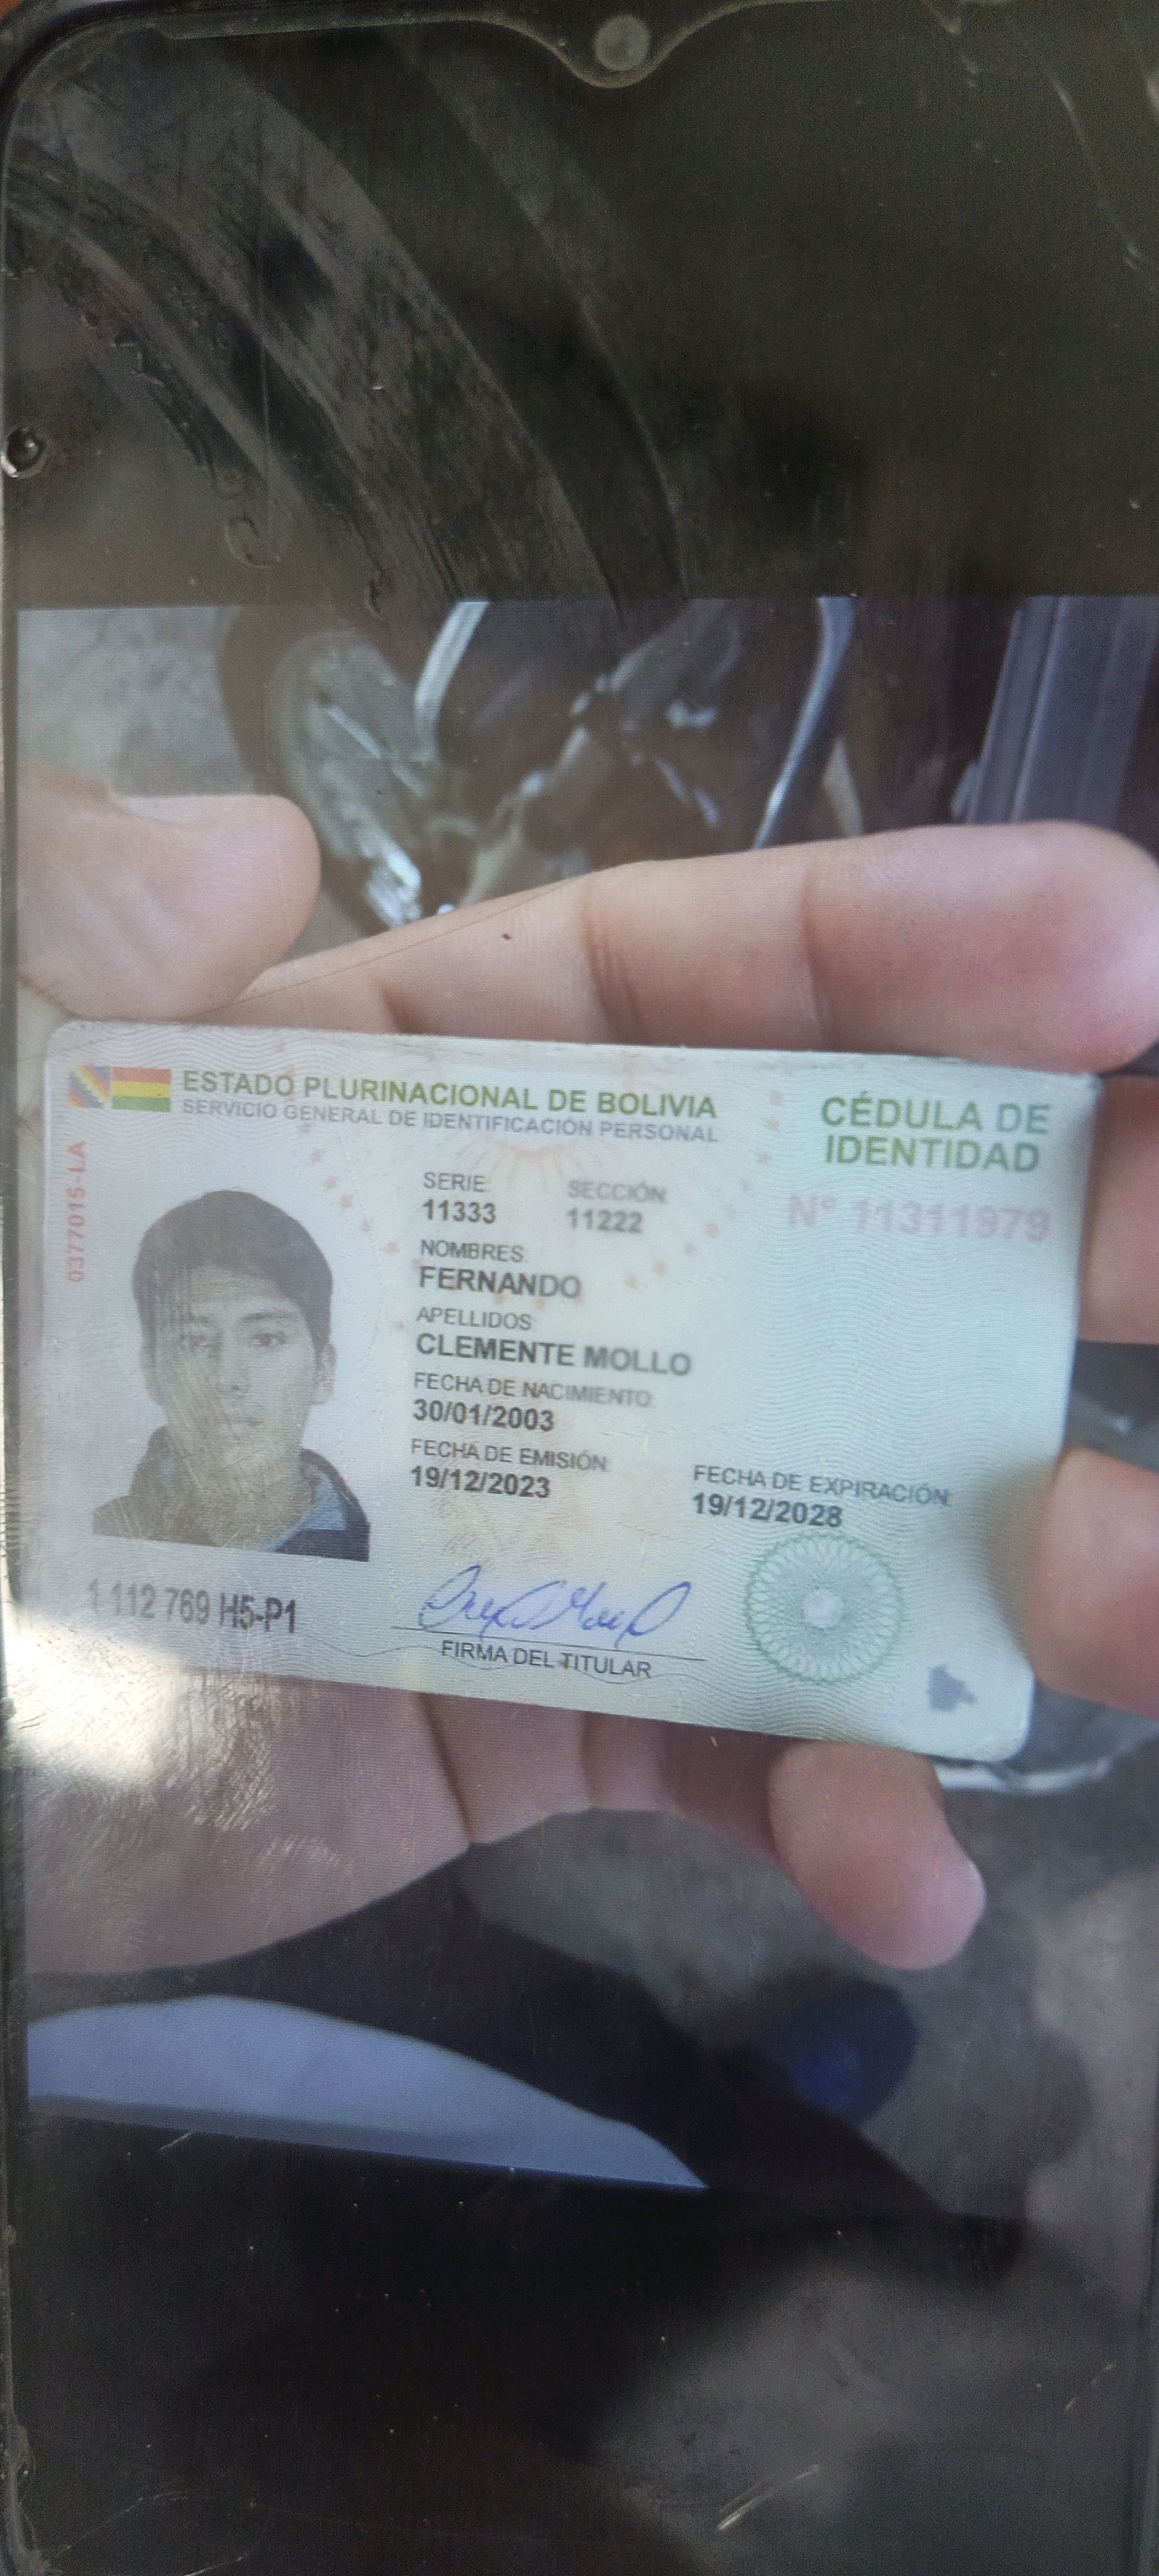 ESTADO PLURINACIONAL DE BOLIVIA
SERVICIO GENERAL DE IDENTIFICACIÓN PERSONAL
CÉDULA DE
IDENTIDAD
Nº 11311979
0377015-LA
SERIE: SECCIÓN:
11333 11222
NOMBRES:
FERNANDO
APELLIDOS:
CLEMENTE MOLLO
FECHA DE NACIMIENTO:
30/01/2003
FECHA DE EMISIÓN: FECHA DE EXPIRACIÓN:
19/12/2023 19/12/2028
1 112 769 H5-P1
FIRMA DEL TITULAR